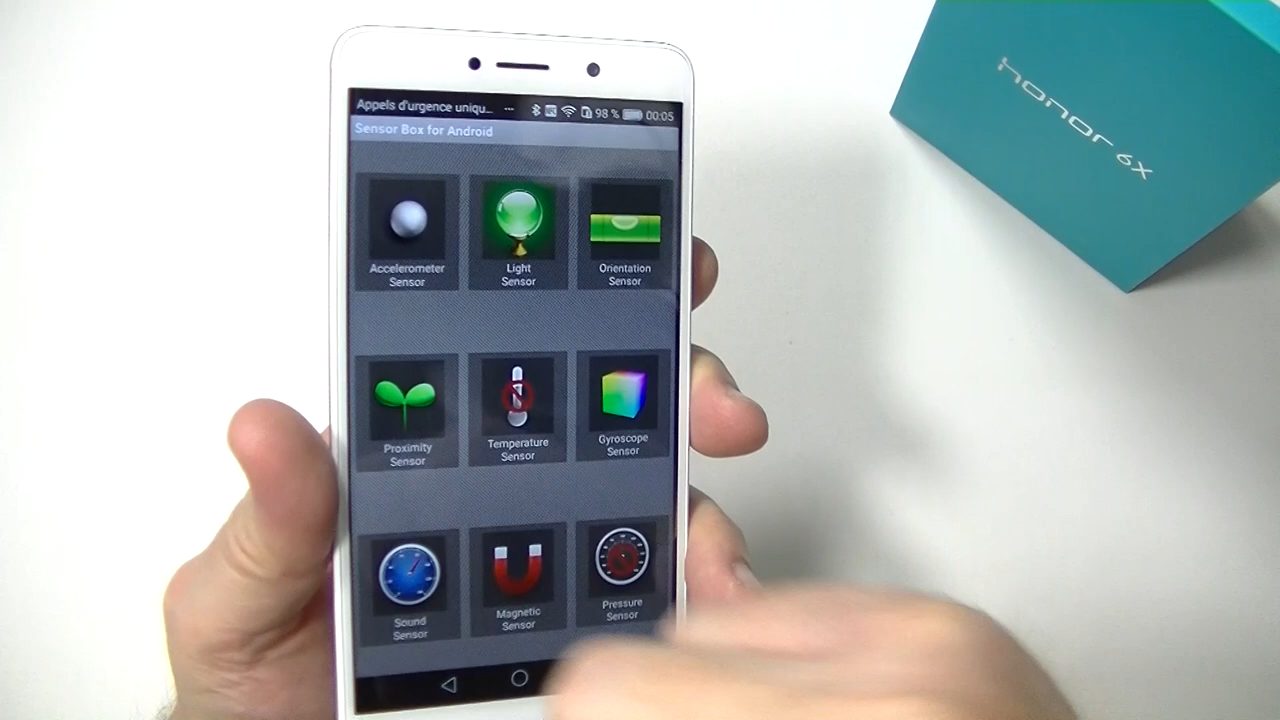 honor 6X
Appels d'urgence uniqu... ... 98 % 00:05
Sensor Box for Android
Accelerometer
Sensor
Light
Sensor
Orientation
Sensor
Proximity
Sensor
Temperature
Sensor
Gyroscope
Sensor
Sound
Sensor
Magnetic
Sensor
Pressure
Sensor